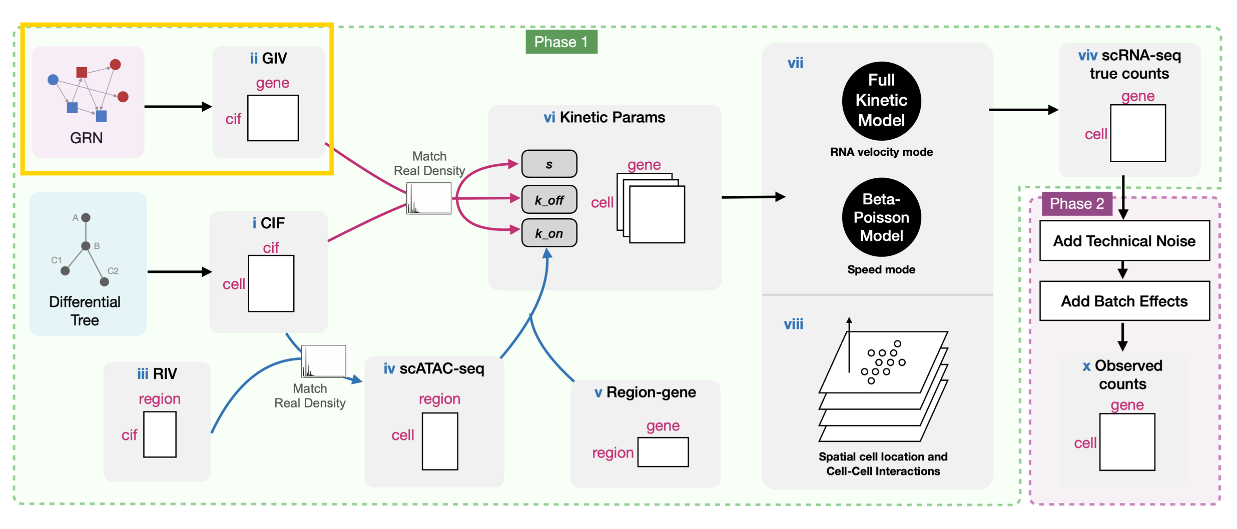 Phase 1
GRN
ii GIV
gene
cif
Differential
Tree
A
B
C1
C2
i CIF
cif
cell
iii RIV
region
cif
Match
Real Density
Match
Real Density
iv scATAC-seq
region
cell
v Region-gene
gene
region
vi Kinetic Params
s
k_off
k_on
gene
cell
vii
Full
Kinetic
Model
RNA velocity mode
Beta-
Poisson
Model
Speed mode
viii
Spatial cell location and
Cell-Cell Interactions
viv scRNA-seq
true counts
gene
cell
Phase 2
Add Technical Noise
Add Batch Effects
x Observed
counts
gene
cell